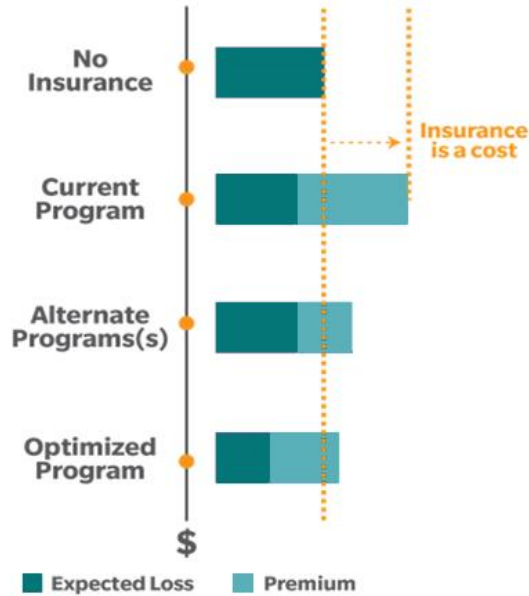 No
Insurance
Insurance
is a cost
Current
Program
Alternate
Programs(s)
Optimized
Program
$
Expected Loss
Premium